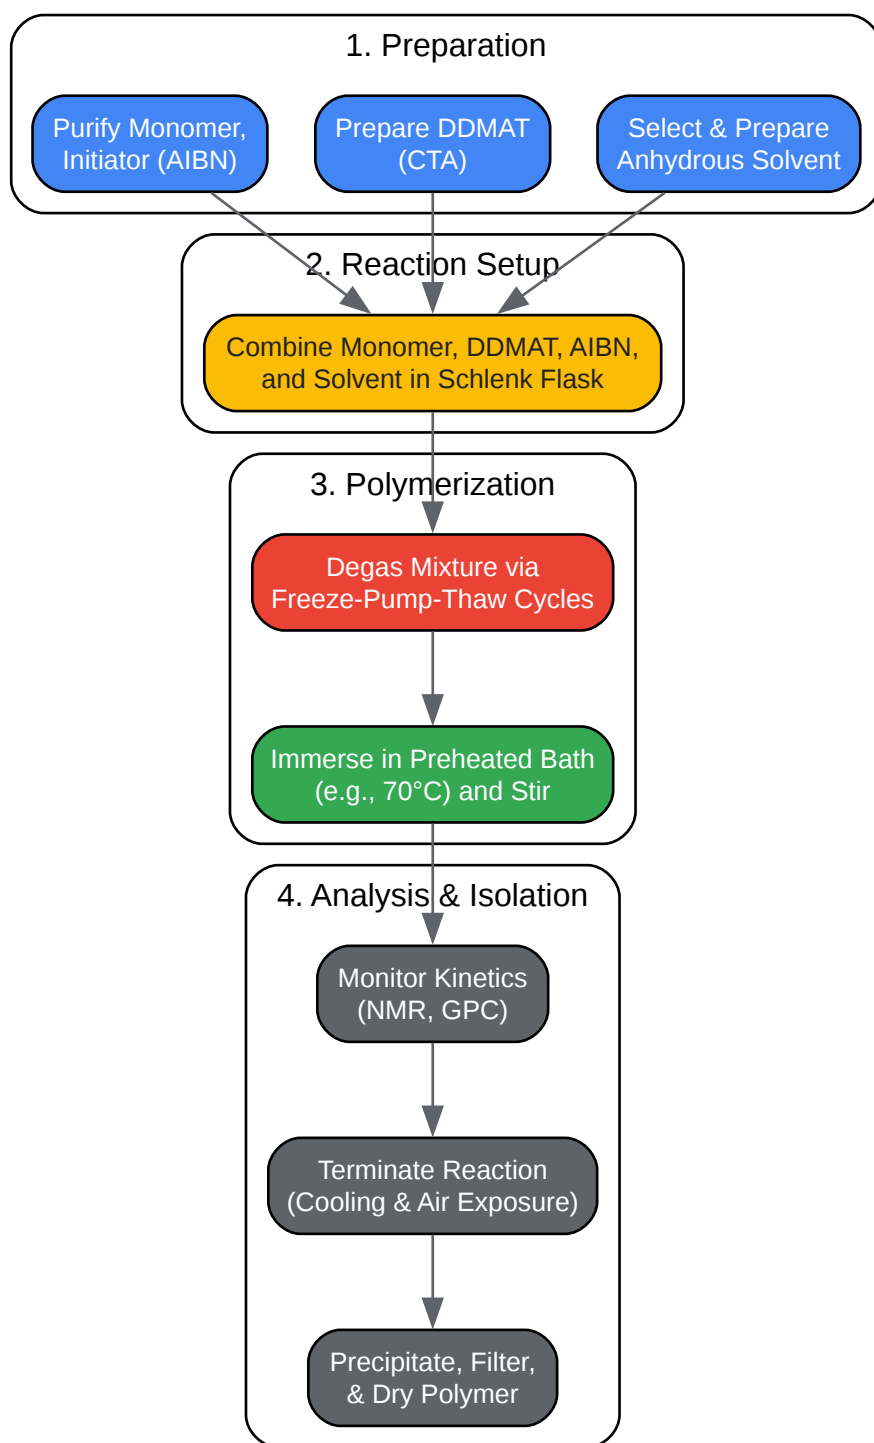 1. Preparation
Purify Monomer,
Initiator (AIBN)
Prepare DDMAT
(CTA)
Select & Prepare
Anhydrous Solvent
2. Reaction Setup
Combine Monomer, DDMAT, AIBN,
and Solvent in Schlenk Flask
3. Polymerization
Degas Mixture via
Freeze-Pump-Thaw Cycles
Immerse in Preheated Bath
(e.g., 70°C) and Stir
4. Analysis & Isolation
Monitor Kinetics
(NMR, GPC)
Terminate Reaction
(Cooling & Air Exposure)
Precipitate, Filter,
& Dry Polymer